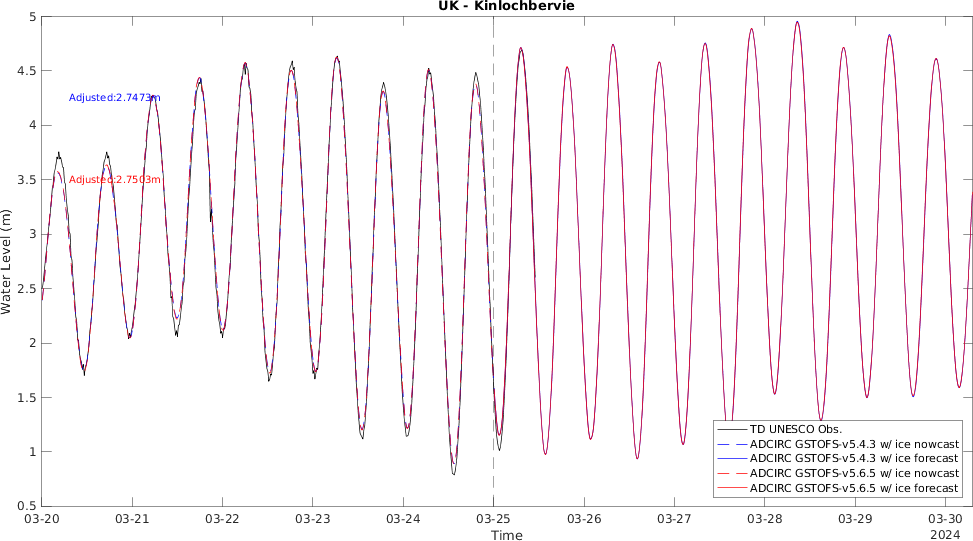 UK - Kinlochbervie
5
4.5
4
3.5
3
2.5
2
1.5
1
0.5
Water Level (m)
Adjusted:2.7473m
Adjusted:2.7503m
TD UNESCO Obs.
ADCIRC GSTOFS-v5.4.3 w/ ice nowcast
ADCIRC GSTOFS-v5.4.3 w/ ice forecast
ADCIRC GSTOFS-v5.6.5 w/ ice nowcast
ADCIRC GSTOFS-v5.6.5 w/ ice forecast
03-20 03-21 03-22 03-23 03-24 03-25 03-26 03-27 03-28 03-29 03-30
2024
Time